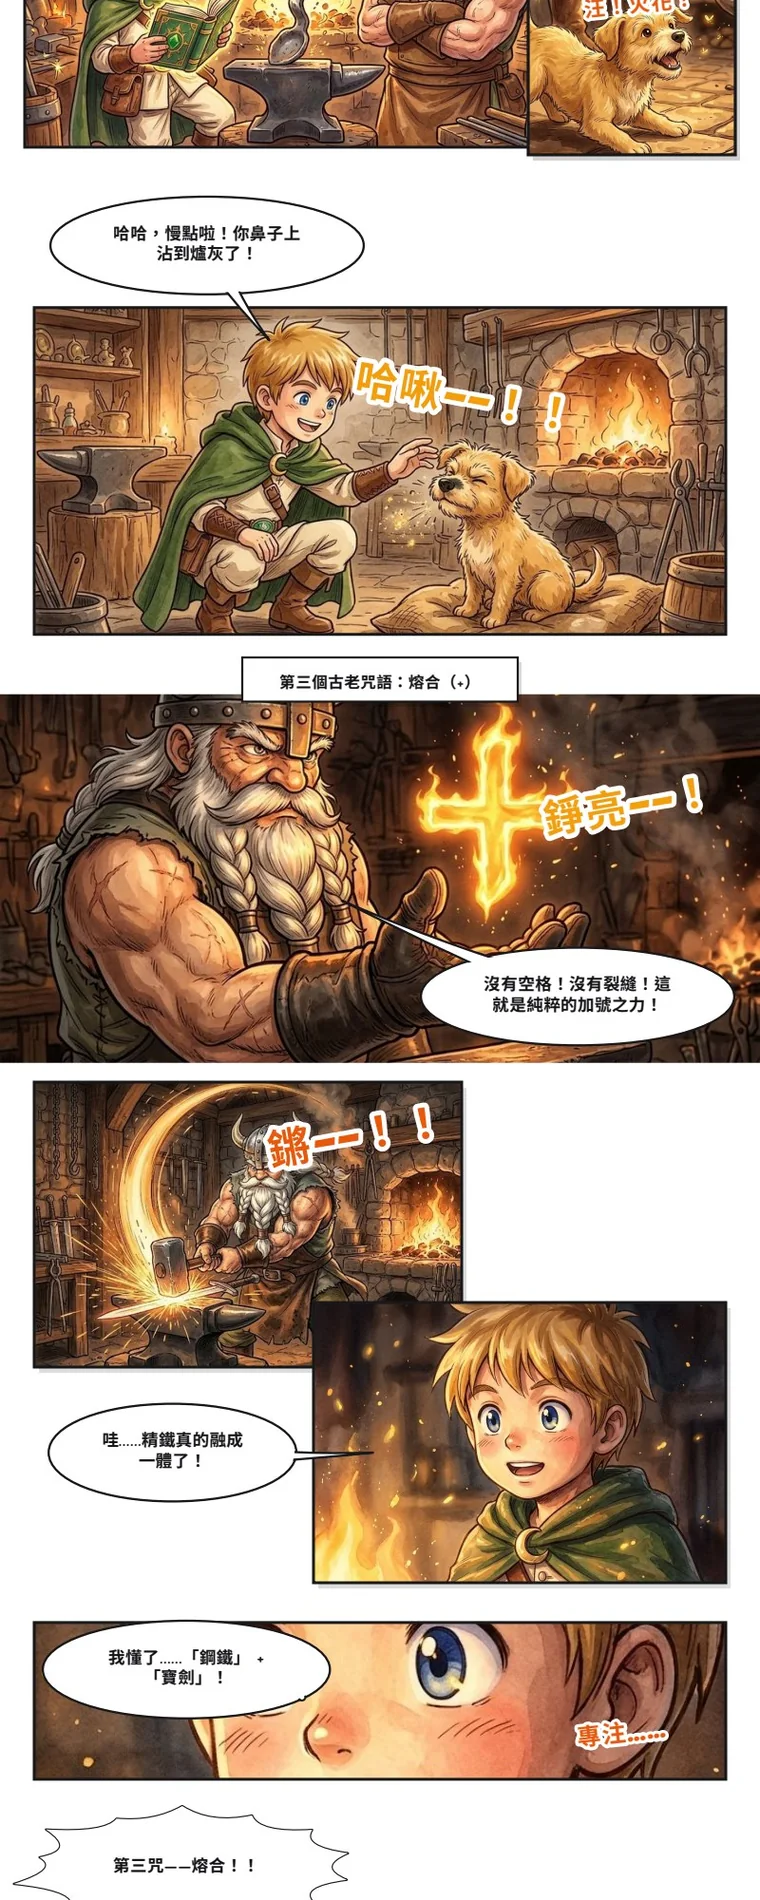 注！火花！
哈哈，慢點啦！你鼻子上
沾到爐灰了！
哈啾——！！
第三個古老咒語：熔合（+）
錚亮——！
沒有空格！沒有裂縫！這
就是純粹的加號之力！
鏘——！！
哇……精鐵真的融成
一體了！
我懂了……「鋼鐵」 +
「寶劍」！
專注……
第三咒——熔合！！